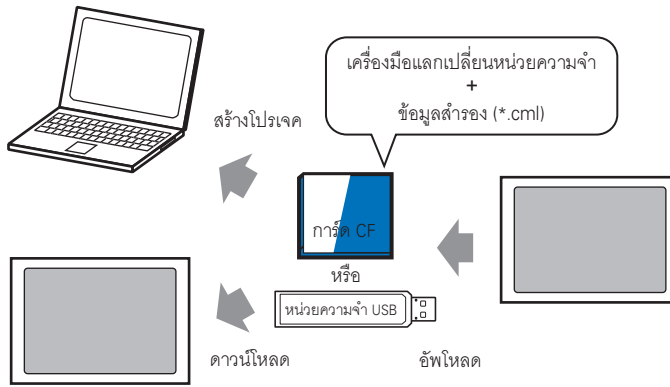 เครื่องมือแลกเปลี่ยนหน่วยความจำ
+
ข้อมูลสำรอง (*.cml)
สร้างโปรเจค
การ์ด CF
หรือ
หน่วยความจำ USB
ดาวน์โหลด
อัพโหลด